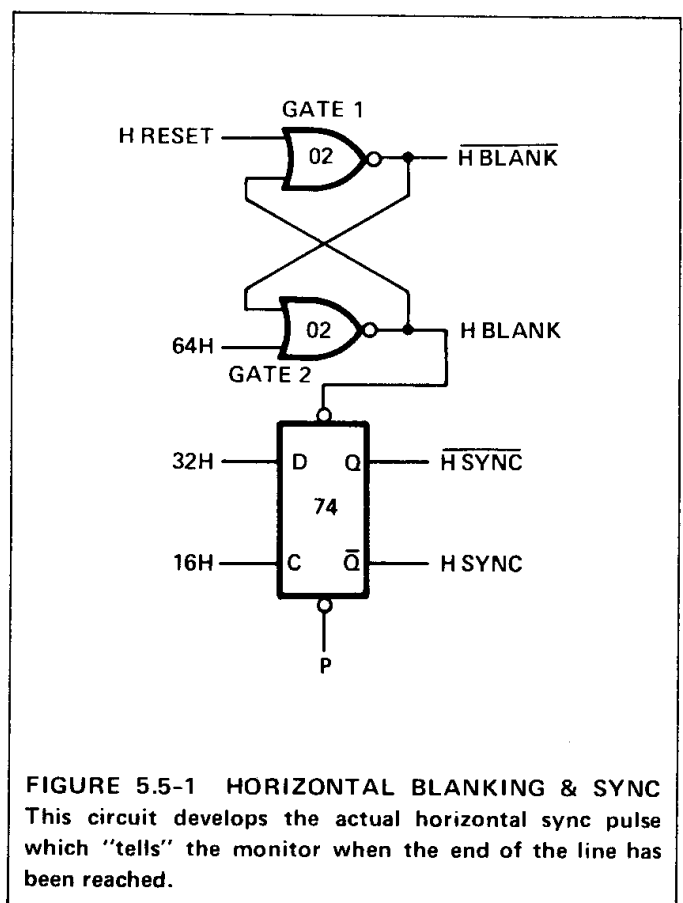 GATE 1
H RESET
02
H BLANK
02
H BLANK
64H
GATE 2
32H
D
Q
H SYNC
74
16H
C
Q̅
H SYNC
P
FIGURE 5.5-1 HORIZONTAL BLANKING & SYNC
This circuit develops the actual horizontal sync pulse
which "tells" the monitor when the end of the line has
been reached.